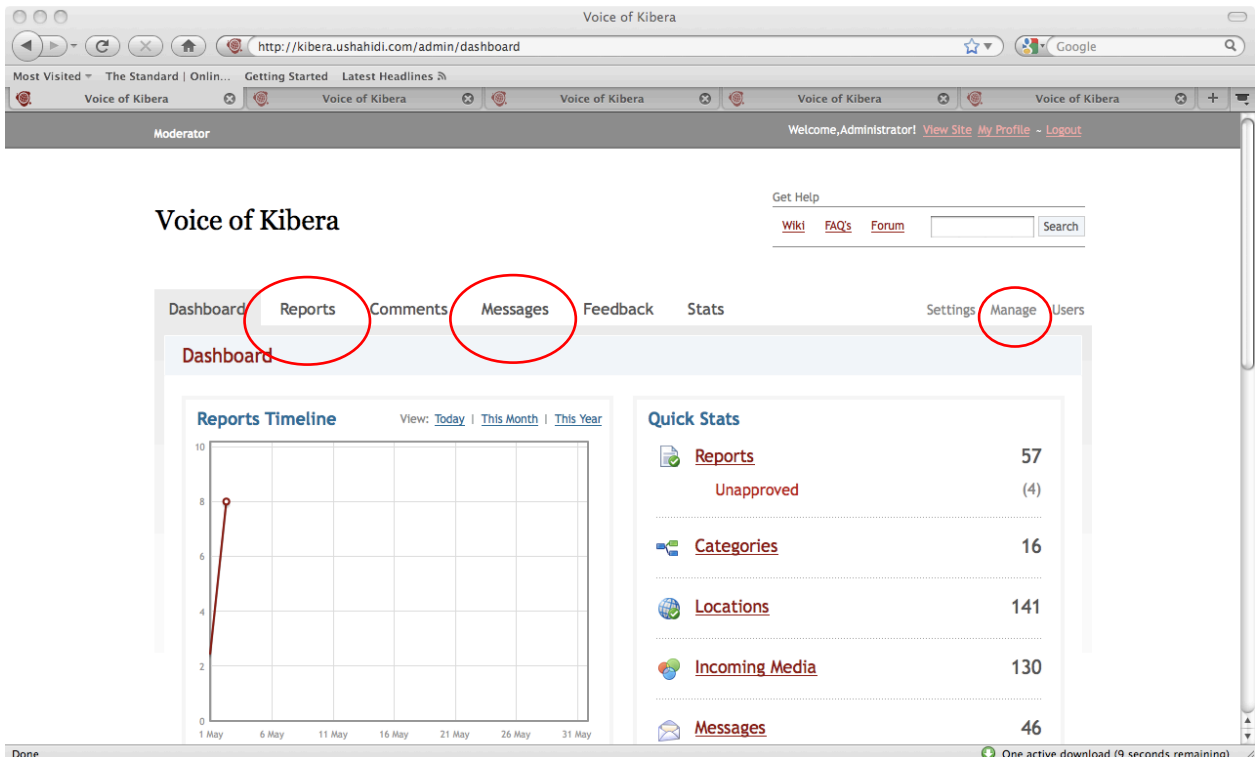 Voice of Kibera
http://kibera.ushahidi.com/admin/dashboard
Google
Most Visited The Standard | Onlin... Getting Started Latest Headlines
Voice of Kibera Voice of Kibera Voice of Kibera Voice of Kibera Voice of Kibera
Moderator Welcome,Administrator! View Site My Profile ~ Logout
Get Help
Voice of Kibera
Wiki FAQ's Forum Search
Dashboard Reports Comments Messages Feedback Stats Settings Manage Users
Dashboard
Reports Timeline View: Today | This Month | This Year
Quick Stats
10
Reports 57
Unapproved (4)
8
6
Categories 16
4
Locations 141
2
Incoming Media 130
0
Messages 46
1 May 6 May 11 May 16 May 21 May 26 May 31 May
Done One active download (9 seconds remaining)